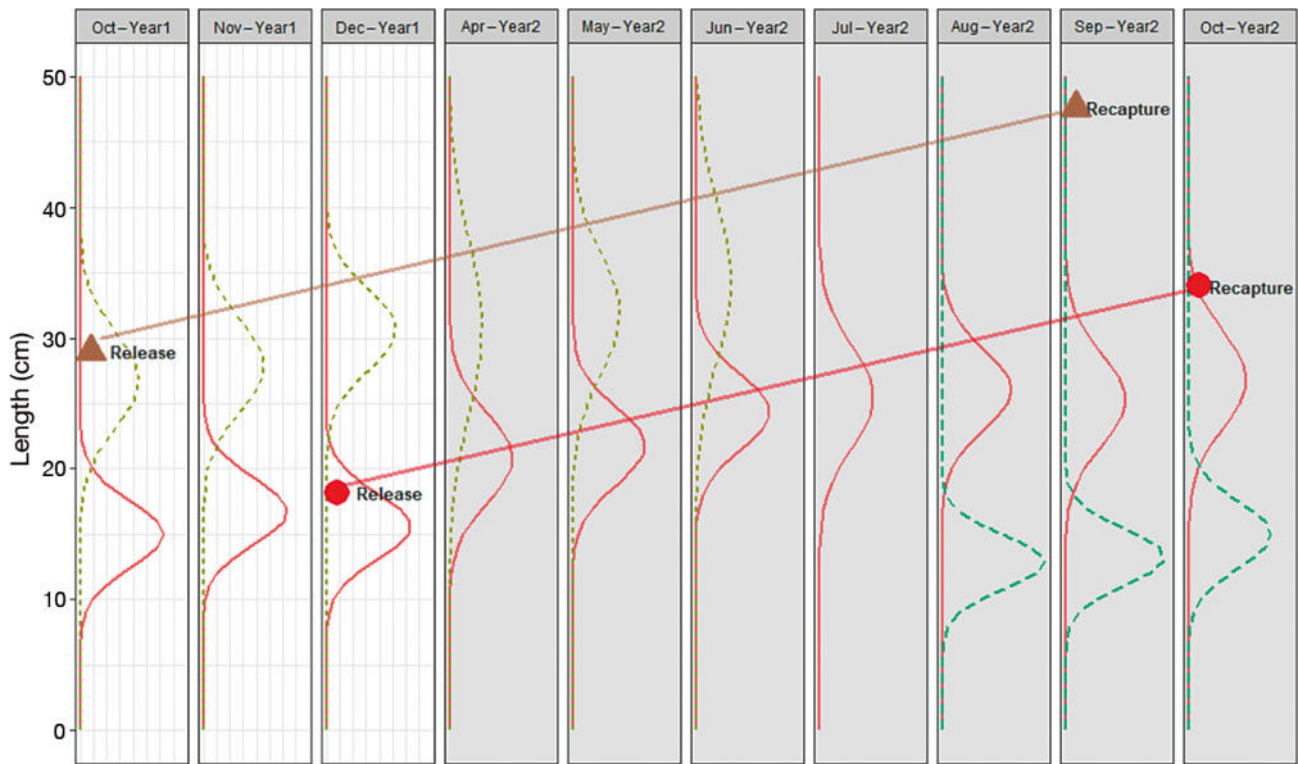 Oct–Year1 Nov–Year1 Dec–Year1 Apr–Year2 May–Year2 Jun–Year2 Jul–Year2 Aug–Year2 Sep–Year2 Oct–Year2
50
Recapture
40
Recapture
30
Release
20
Release
10
0
Length (cm)